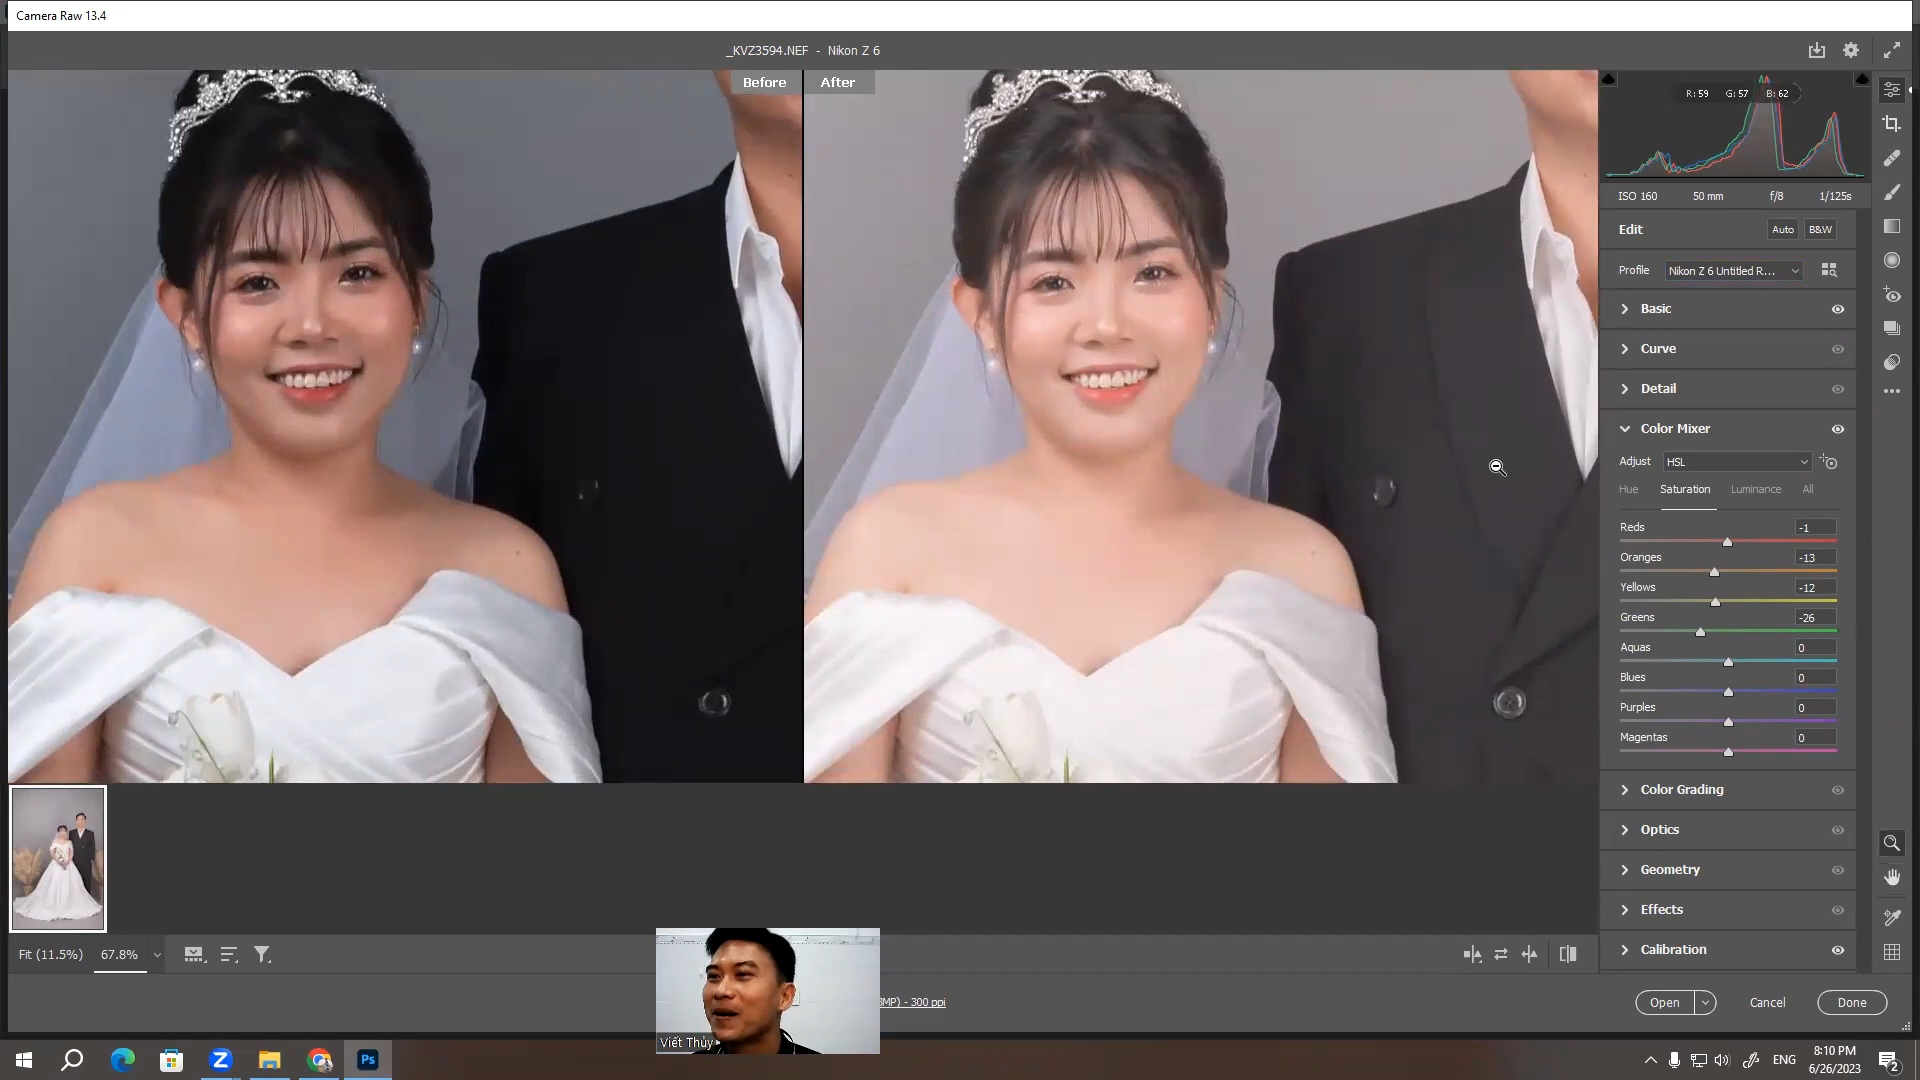 Camera Raw 13.4
_KVZ3594.NEF - Nikon Z 6
Before
After
R: 59 G: 57 B: 62
ISO 160 50 mm f/8 1/125s
Edit Auto B&W
Profile Nikon Z 6 Untitled R...
Basic
Curve
Detail
Color Mixer
Adjust HSL
Hue Saturation Luminance All
Reds -1
Oranges -13
Yellows -12
Greens -26
Aquas 0
Blues 0
Purples 0
Magentas 0
Color Grading
Optics
Geometry
Effects
Calibration
Fit (11.5%) 67.8%
MP) - 300 ppi
Open Cancel Done
Viết Thủy
Z
Ps
ENG
8:10 PM
6/26/2023
2